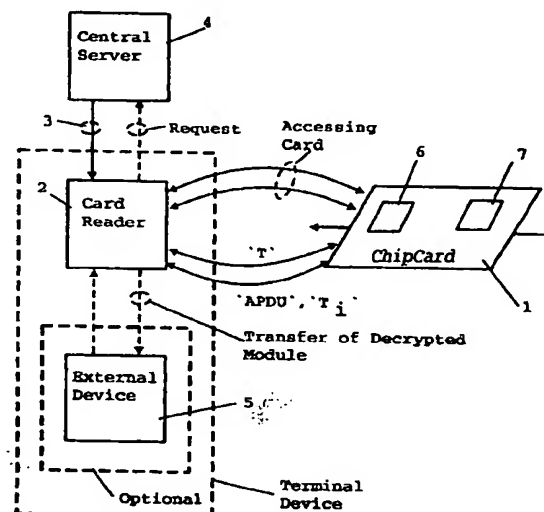 4
Central
Server
3
Request
Accessing
Card
2
Card
Reader
6
7
ChipCard
1
`T`
`APDU`,`T i`
Transfer of Decrypted
Module
External
Device
5
Optional
Terminal
Device